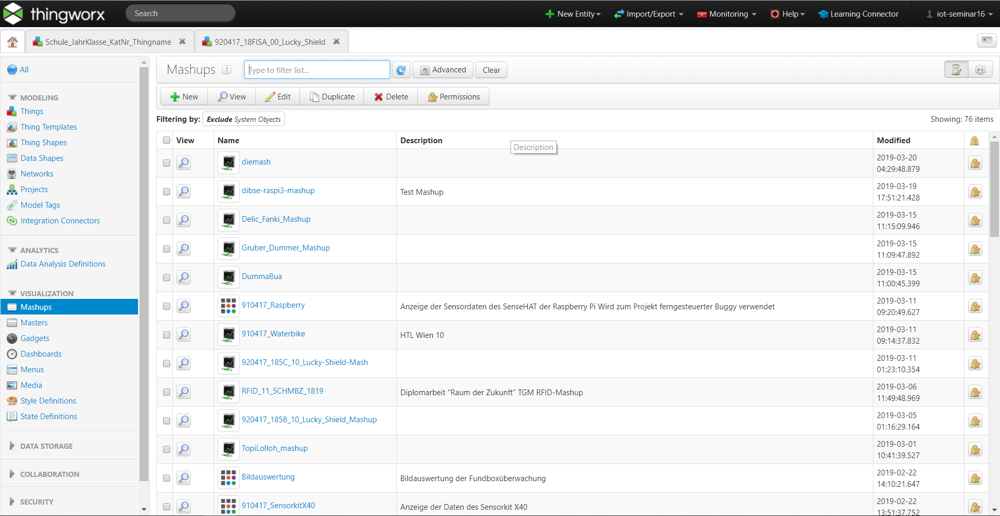 thingworx
Search
New Entity
Import/Export
Monitoring
Help
Learning Connector
iot-seminar16
Schule_JahrKlasse_KatNr_Thingname
920417_18FISA_00_Lucky_Shield
All
MODELING
Things
Thing Templates
Thing Shapes
Data Shapes
Networks
Projects
Model Tags
Integration Connectors
ANALYTICS
Data Analysis Definitions
VISUALIZATION
Mashups
Masters
Gadgets
Dashboards
Menus
Media
Style Definitions
State Definitions
DATA STORAGE
COLLABORATION
SECURITY
Mashups ? Type to filter list... Advanced Clear a-z
New View Edit Duplicate Delete Permissions
Filtering by: Exclude System Objects Showing: 76 items
View Name Description Modified
Description
diemash 2019-03-20
04:29:48.879
dibse-raspi3-mashup Test Mashup 2019-03-19
17:51:21.428
Delic_Fanki_Mashup 2019-03-15
11:15:09.946
Gruber_Dummer_Mashup 2019-03-15
11:09:47.892
DummaBua 2019-03-15
11:00:45.399
910417_Raspberry Anzeige der Sensordaten des SenseHAT der Raspberry Pi Wird zum Projekt ferngesteuerter Buggy verwendet 2019-03-11
09:20:49.627
910417_Waterbike HTL Wien 10 2019-03-11
09:14:37.832
920417_185C_10_Lucky-Shield-Mash 2019-03-11
01:23:10.354
RFID_11_5CHMBZ_1819 Diplomarbeit "Raum der Zukunft" TGM RFID-Mashup 2019-03-06
11:49:48.969
920417_185B_10_Lucky_Shield_Mashup 2019-03-05
01:16:29.164
TopiLolloh_mashup 2019-03-01
10:41:39.527
Bildauswertung Bildauswertung der Fundboxüberwachung 2019-02-22
14:10:21.647
910417_SensorkitX40 Anzeige der Daten des Sensorkit X40 2019-02-22
13:51:37.752